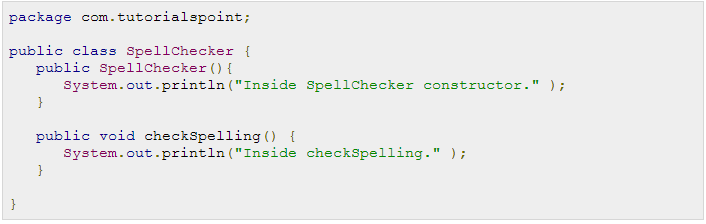 package com.tutorialspoint;
public class SpellChecker {
public SpellChecker(){
System.out.println("Inside SpellChecker constructor." );
}
public void checkSpelling() {
System.out.println("Inside checkSpelling." );
}
}